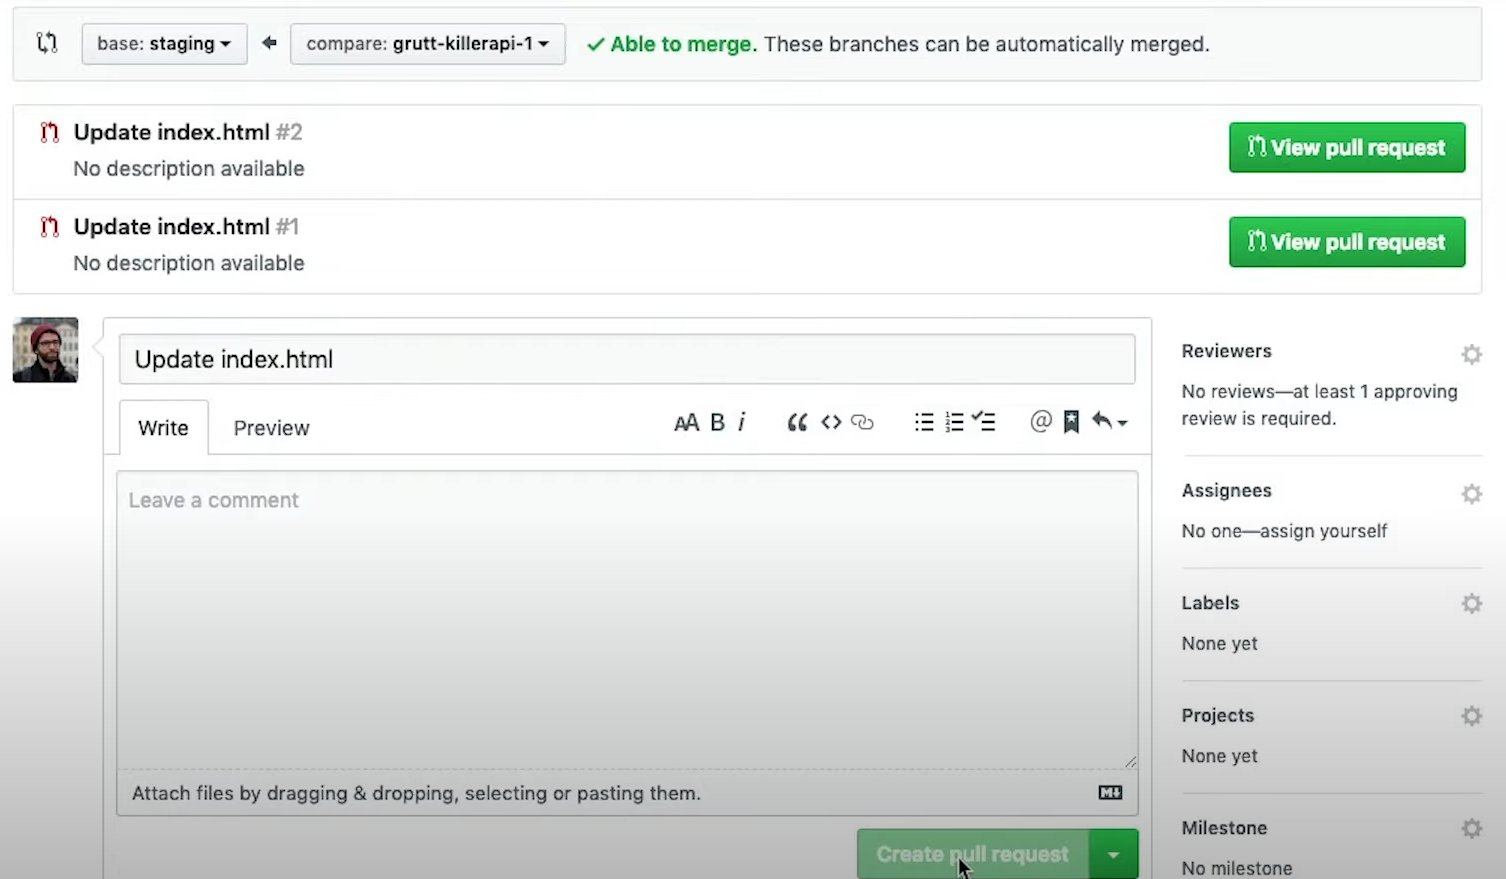 base: staging compare: grutt-killerapi-1 Able to merge. These branches can be automatically merged.
Update index.html #2
No description available
View pull request
Update index.html #1
No description available
View pull request
Update index.html
Write Preview
AA B i
Leave a comment
Attach files by dragging & dropping, selecting or pasting them.
Create pull request
Reviewers
No reviews—at least 1 approving
review is required.
Assignees
No one—assign yourself
Labels
None yet
Projects
None yet
Milestone
No milestone